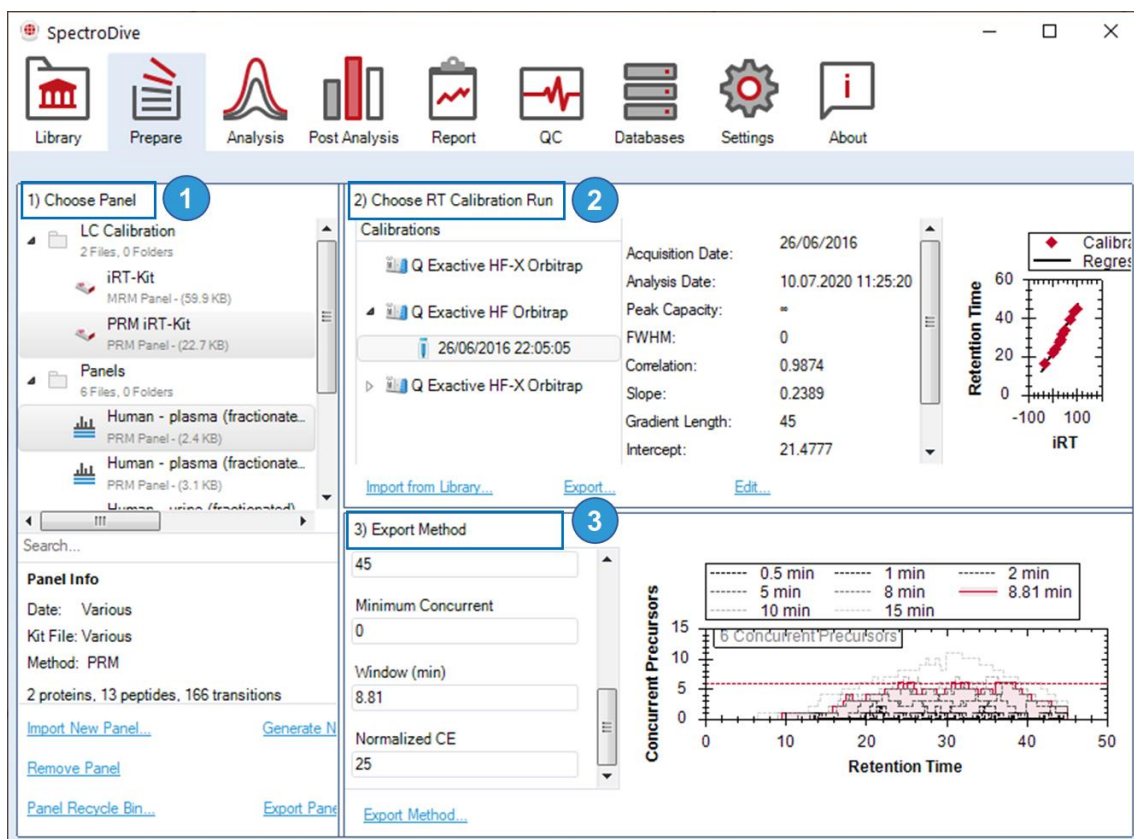 SpectroDive
Library
Prepare
Analysis
Post Analysis
Report
QC
Databases
Settings
About
1) Choose Panel
1
LC Calibration
2 Files, 0 Folders
iRT-Kit
MRM Panel - (59.9 KB)
PRM iRT-Kit
PRM Panel - (22.7 KB)
Panels
6 Files, 0 Folders
Human - plasma (fractionate...
PRM Panel - (2.4 KB)
Human - plasma (fractionate...
PRM Panel - (3.1 KB)
Human - urine (fractionated)
Search...
Panel Info
Date: Various
Kit File: Various
Method: PRM
2 proteins, 13 peptides, 166 transitions
Import New Panel... Generate N
Remove Panel
Panel Recycle Bin... Export Pane
2) Choose RT Calibration Run
2
Calibrations
Q Exactive HF-X Orbitrap
Q Exactive HF Orbitrap
26/06/2016 22:05:05
Q Exactive HF-X Orbitrap
Acquisition Date: 26/06/2016
Analysis Date: 10.07.2020 11:25:20
Peak Capacity: ∞
FWHM: 0
Correlation: 0.9874
Slope: 0.2389
Gradient Length: 45
Intercept: 21.4777
Calibra
Regres
Retention Time
60
40
20
0
-100 100
iRT
Import from Library... Export... Edit...
3) Export Method
3
45
Minimum Concurrent
0
Window (min)
8.81
Normalized CE
25
Export Method...
0.5 min 1 min 2 min
5 min 8 min 8.81 min
10 min 15 min
6 Concurrent Precursors
Concurrent Precursors
15
10
5
0
0 10 20 30 40 50
Retention Time